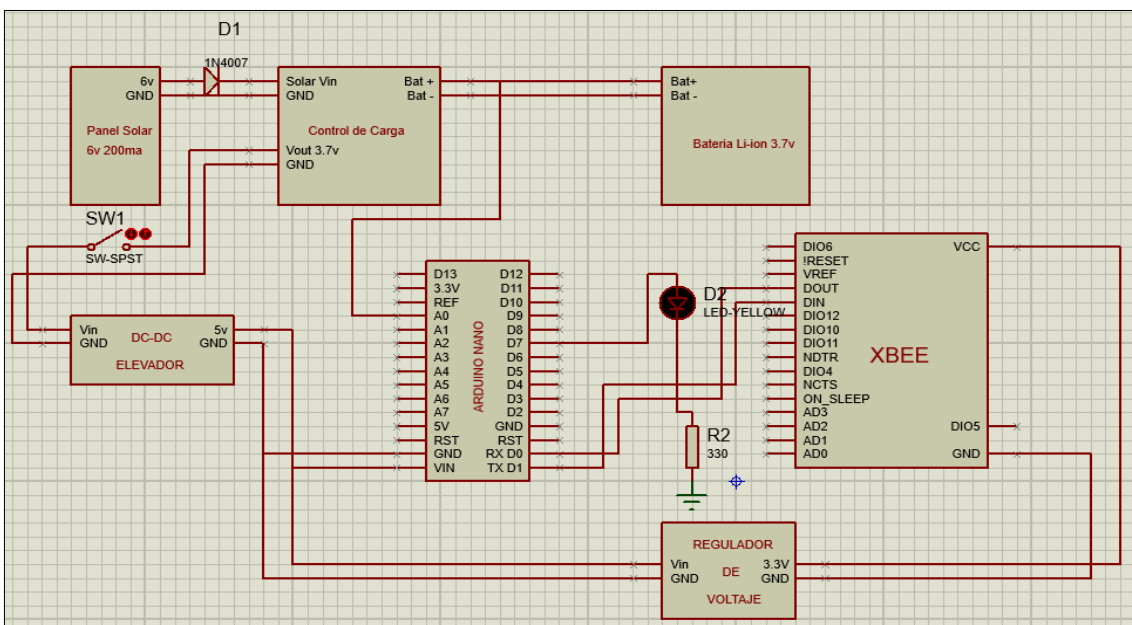 D1
1N4007
6v
GND
Panel Solar
6v 200ma
Solar Vin
GND
Bat +
Bat -
Control de Carga
Vout 3.7v
GND
Bat+
Bat -
Bateria Li-ion 3.7v
SW1
SW-SPST
Vin
GND
DC-DC
ELEVADOR
5v
GND
D13
3.3V
REF
A0
A1
A2
A3
A4
A5
A6
A7
5V
RST
GND
VIN
ARDUINO NANO
D12
D11
D10
D9
D8
D7
D6
D5
D4
D3
D2
GND
RST
RX D0
TX D1
D2
LED-YELLOW
R2
330
DIO6
!RESET
VREF
DOUT
DIN
DIO12
DIO10
DIO11
NDTR
DIO4
NCTS
ON_SLEEP
AD3
AD2
AD1
AD0
XBEE
VCC
DIO5
GND
REGULADOR
DE
VOLTAJE
Vin
GND
3.3V
GND